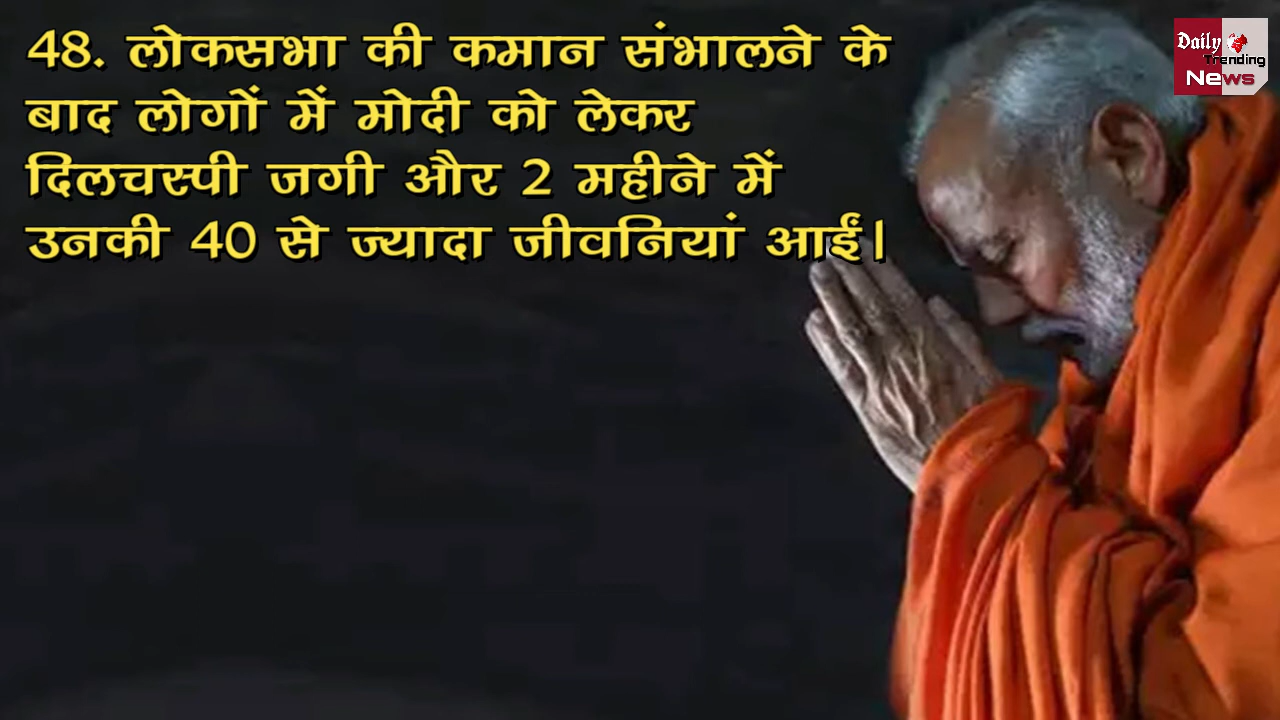 48. लोकसभा की कमान संभालने के
बाद लोगों में मोदी को लेकर
दिलचस्पी जगी और 2 महीने में
उनकी 40 से ज्यादा जीवनियां आईं।
Daily
Trending
News